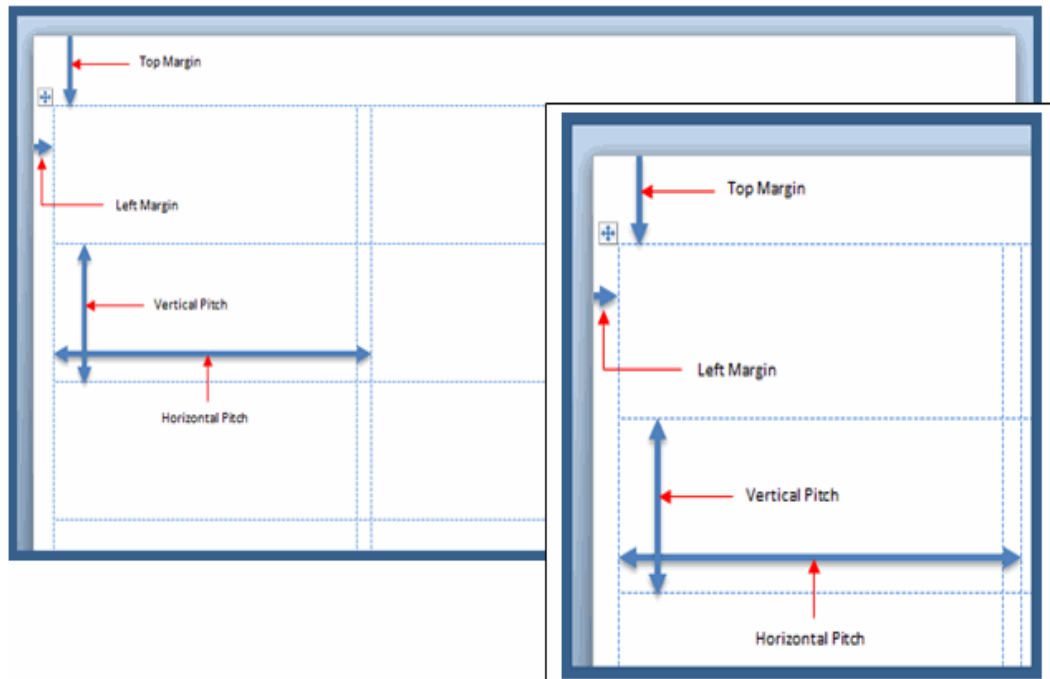 Top Margin
Left Margin
Vertical Pitch
Horizontal Pitch
Top Margin
Left Margin
Vertical Pitch
Horizontal Pitch